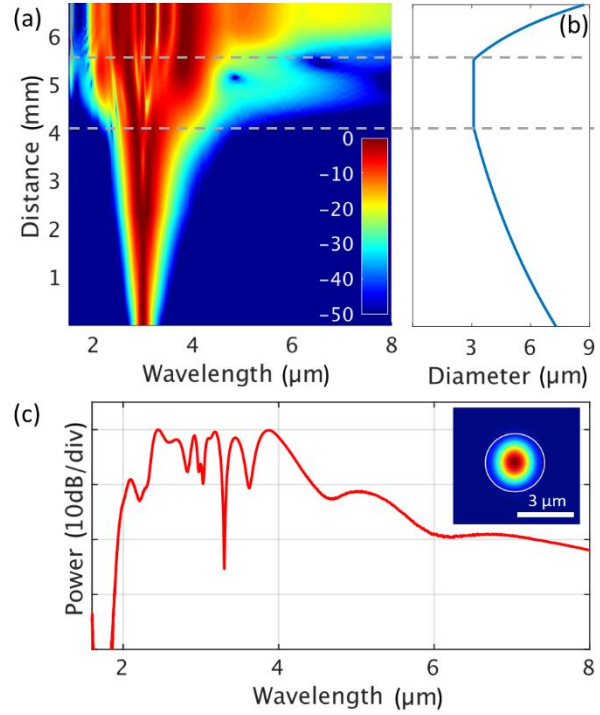 (a)
(b)
6
5
4
3
2
1
Distance (mm)
0
−10
−20
−30
−40
−50
2 4 6 8
Wavelength (μm)
3 6 9
Diameter (μm)
(c)
Power (10dB/div)
3 μm
2 4 6 8
Wavelength (μm)